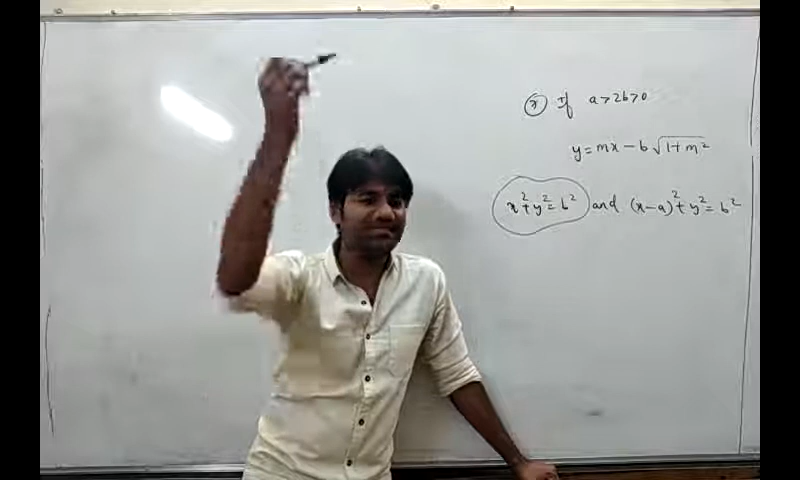 (x) If a>2b>0
y=mx-b√1+m²
x²+y²=b² and (x-a)²+y²=b²